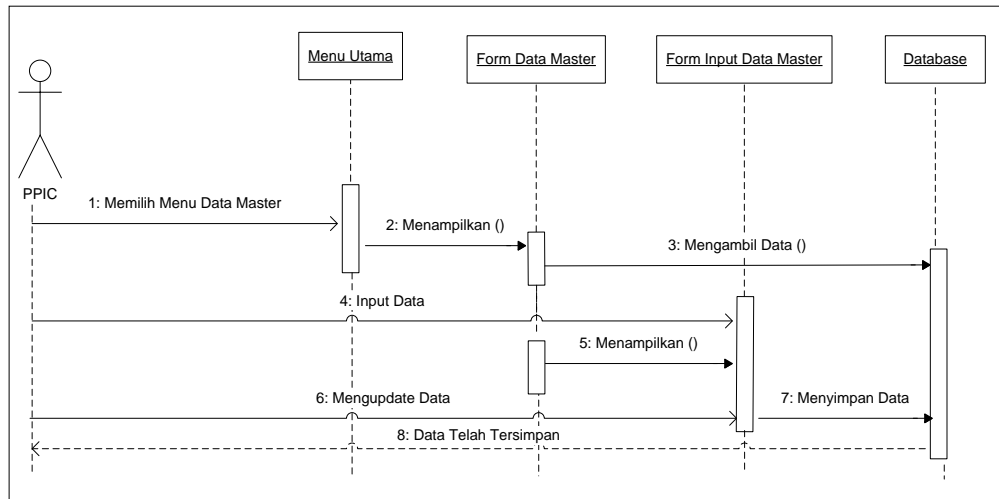 Menu Utama
Form Data Master
Form Input Data Master
Database
PPIC
1: Memilih Menu Data Master
2: Menampilkan ()
3: Mengambil Data ()
4: Input Data
5: Menampilkan ()
6: Mengupdate Data
7: Menyimpan Data
8: Data Telah Tersimpan